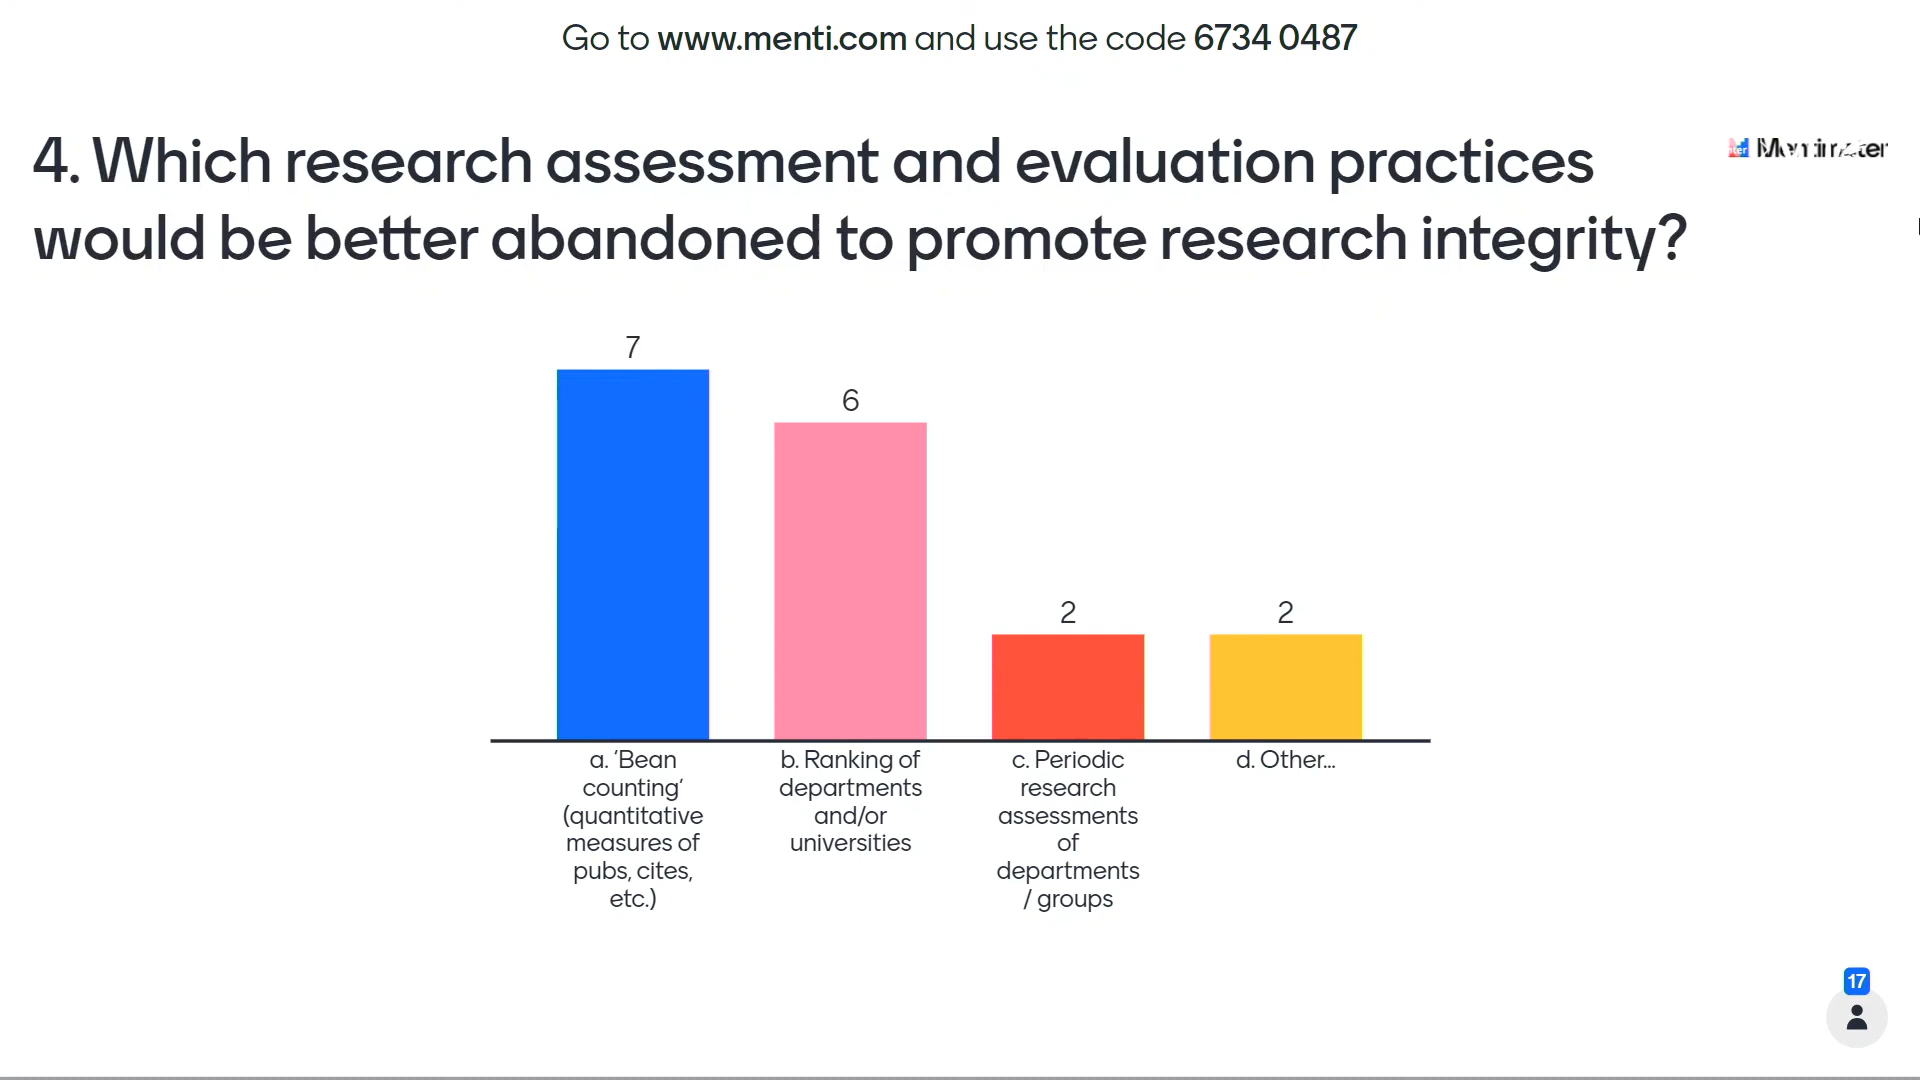 Go to www.menti.com and use the code 6734 0487
4. Which research assessment and evaluation practices
would be better abandoned to promote research integrity?
7
6
2
2
a. ‘Bean
counting’
(quantitative
measures of
pubs, cites,
etc.)
b. Ranking of
departments
and/or
universities
c. Periodic
research
assessments
of
departments
/ groups
d. Other...
17